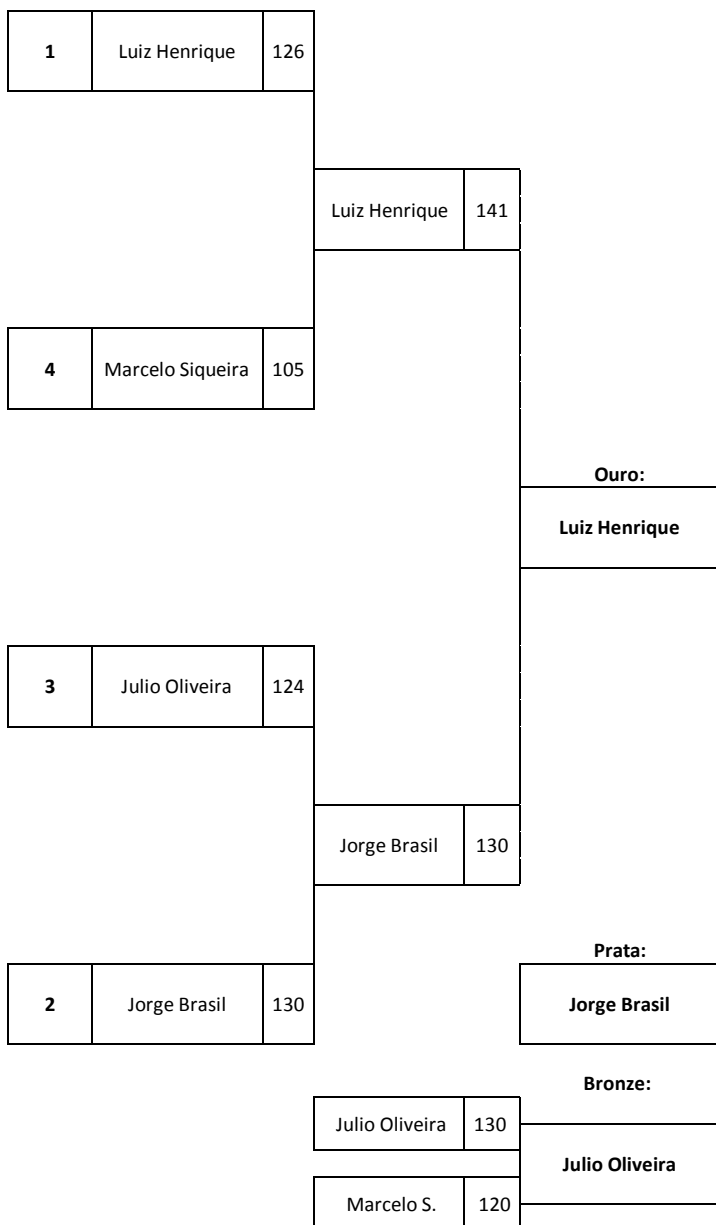 1 Luiz Henrique 126
Luiz Henrique 141
4 Marcelo Siqueira 105
Ouro:
Luiz Henrique
3 Julio Oliveira 124
Jorge Brasil 130
Prata:
2 Jorge Brasil 130
Jorge Brasil
Bronze:
Julio Oliveira 130
Julio Oliveira
Marcelo S. 120